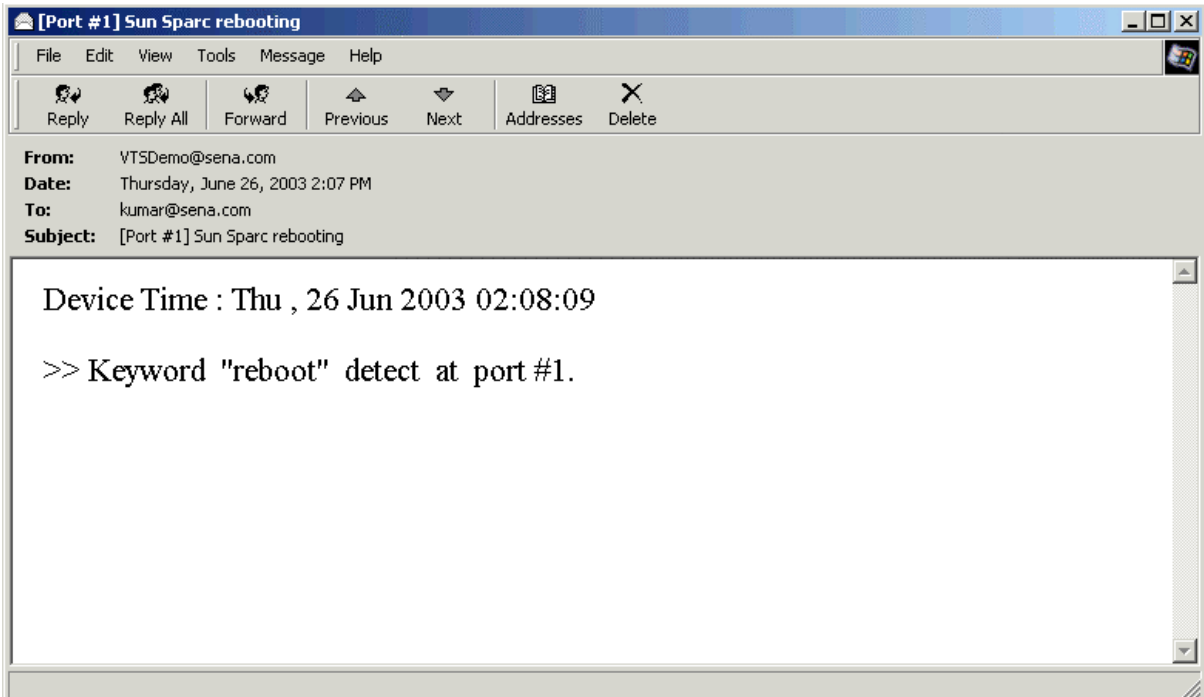 [Port #1] Sun Sparc rebooting
File Edit View Tools Message Help
Reply Reply All Forward Previous Next Addresses Delete
From: VTSDemo@sena.com
Date: Thursday, June 26, 2003 2:07 PM
To: kumar@sena.com
Subject: [Port #1] Sun Sparc rebooting
Device Time : Thu , 26 Jun 2003 02:08:09
>> Keyword "reboot" detect at port #1.